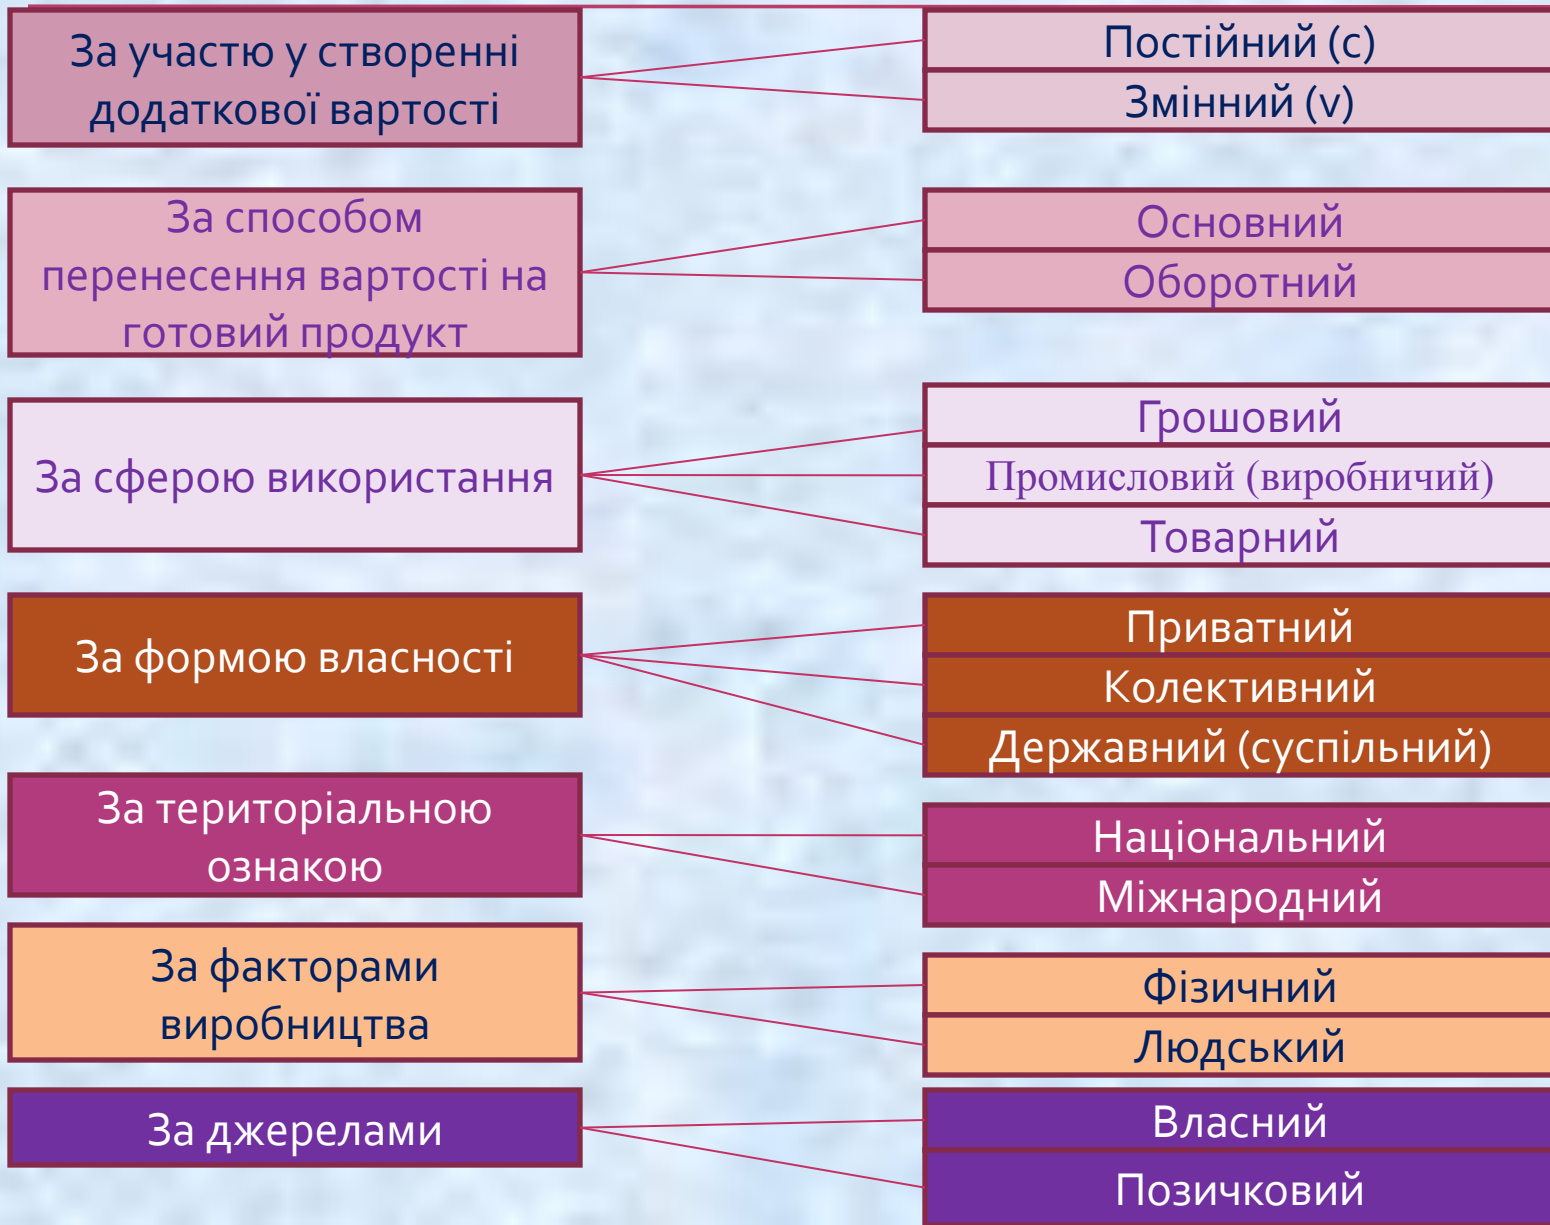 За участю у створенні
додаткової вартості
Постійний (c)
Змінний (v)
За способом
перенесення вартості на
готовий продукт
Основний
Оборотний
За сферою використання
Грошовий
Промисловий (виробничий)
Товарний
За формою власності
Приватний
Колективний
Державний (суспільний)
За територіальною
ознакою
Національний
Міжнародний
За факторами
виробництва
Фізичний
Людський
За джерелами
Власний
Позичковий